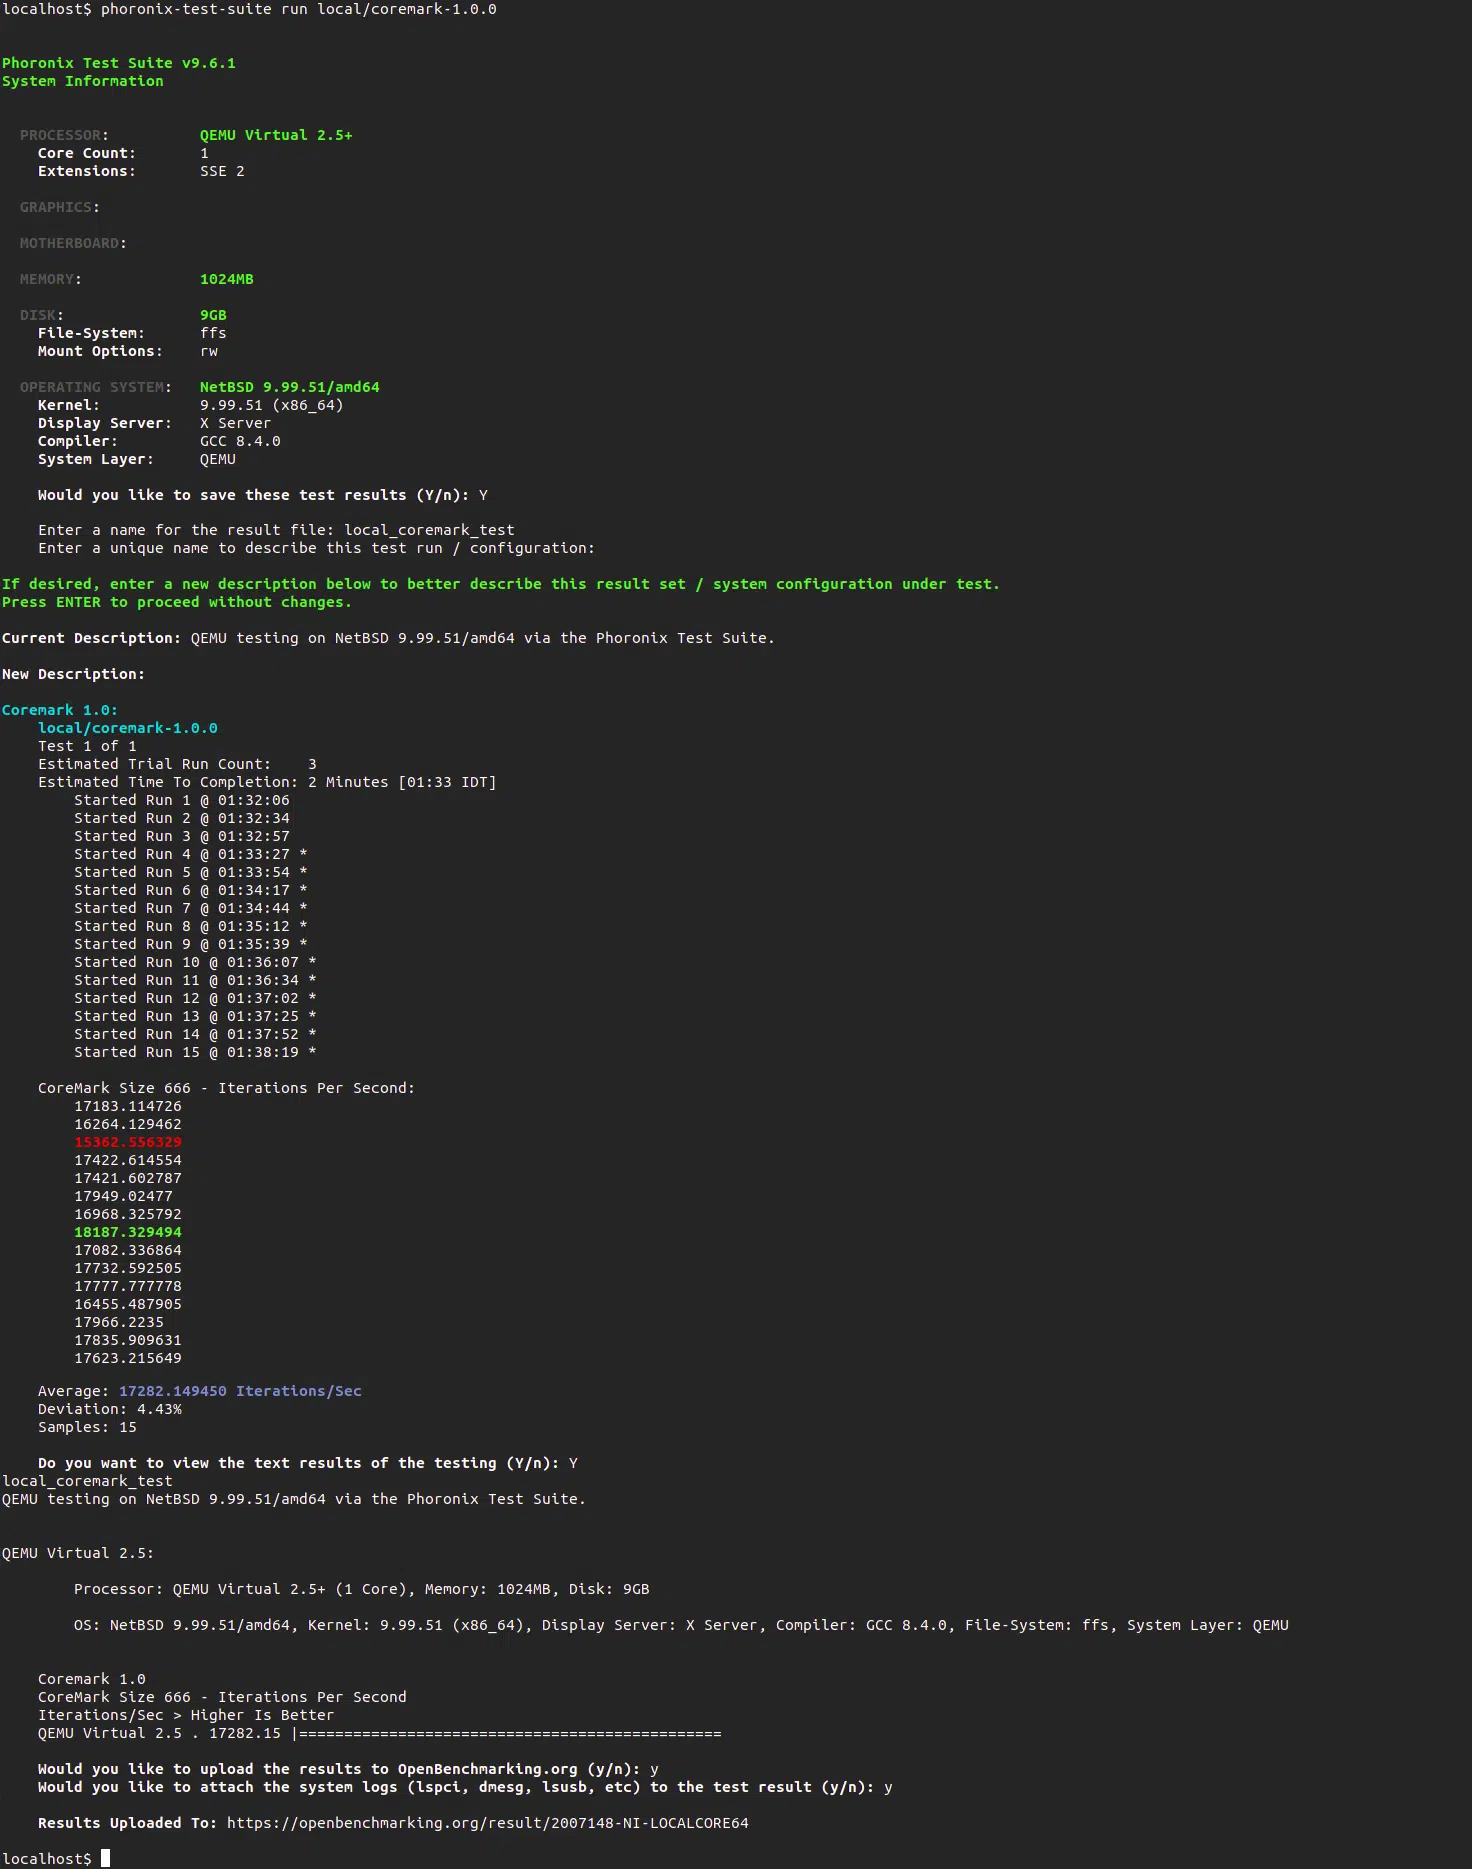 localhost$ phoronix-test-suite run local/coremark-1.0.0
Phoronix Test Suite v9.6.1
System Information
PROCESSOR: QEMU Virtual 2.5+
Core Count: 1
Extensions: SSE 2
GRAPHICS:
MOTHERBOARD:
MEMORY: 1024MB
DISK: 9GB
File-System: ffs
Mount Options: rw
OPERATING SYSTEM: NetBSD 9.99.51/amd64
Kernel: 9.99.51 (x86_64)
Display Server: X Server
Compiler: GCC 8.4.0
System Layer: QEMU
Would you like to save these test results (Y/n): Y
Enter a name for the result file: local_coremark_test
Enter a unique name to describe this test run / configuration:
If desired, enter a new description below to better describe this result set / system configuration under test.
Press ENTER to proceed without changes.
Current Description: QEMU testing on NetBSD 9.99.51/amd64 via the Phoronix Test Suite.
New Description:
Coremark 1.0:
local/coremark-1.0.0
Test 1 of 1
Estimated Trial Run Count: 3
Estimated Time To Completion: 2 Minutes [01:33 IDT]
Started Run 1 @ 01:32:06
Started Run 2 @ 01:32:34
Started Run 3 @ 01:32:57
Started Run 4 @ 01:33:27 *
Started Run 5 @ 01:33:54 *
Started Run 6 @ 01:34:17 *
Started Run 7 @ 01:34:44 *
Started Run 8 @ 01:35:12 *
Started Run 9 @ 01:35:39 *
Started Run 10 @ 01:36:07 *
Started Run 11 @ 01:36:34 *
Started Run 12 @ 01:37:02 *
Started Run 13 @ 01:37:25 *
Started Run 14 @ 01:37:52 *
Started Run 15 @ 01:38:19 *
CoreMark Size 666 - Iterations Per Second:
17183.114726
16264.129462
15362.556329
17422.614554
17421.602787
17949.02477
16968.325792
18187.329494
17082.336864
17732.592505
17777.777778
16455.487905
17966.2235
17835.909631
17623.215649
Average: 17282.149450 Iterations/Sec
Deviation: 4.43%
Samples: 15
Do you want to view the text results of the testing (Y/n): Y
local_coremark_test
QEMU testing on NetBSD 9.99.51/amd64 via the Phoronix Test Suite.
QEMU Virtual 2.5:
Processor: QEMU Virtual 2.5+ (1 Core), Memory: 1024MB, Disk: 9GB
OS: NetBSD 9.99.51/amd64, Kernel: 9.99.51 (x86_64), Display Server: X Server, Compiler: GCC 8.4.0, File-System: ffs, System Layer: QEMU
Coremark 1.0
CoreMark Size 666 - Iterations Per Second
Iterations/Sec > Higher Is Better
QEMU Virtual 2.5 . 17282.15 |===============================================
Would you like to upload the results to OpenBenchmarking.org (y/n): y
Would you like to attach the system logs (lspci, dmesg, lsusb, etc) to the test result (y/n): y
Results Uploaded To: https://openbenchmarking.org/result/2007148-NI-LOCALCORE64
localhost$